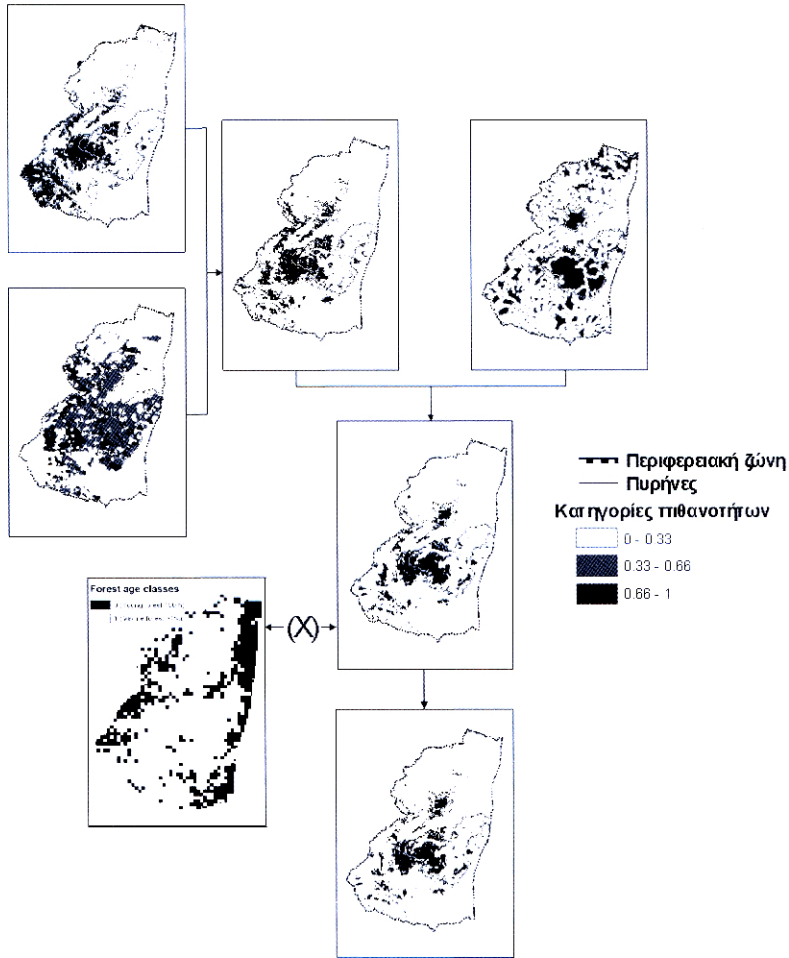 Περιφερειακή ζώνη
Πυρήνες
Κατηγορίες πιθανοτήτων
0 - 0.33
0.33 - 0.66
0.66 - 1
Forest age classes
(X)